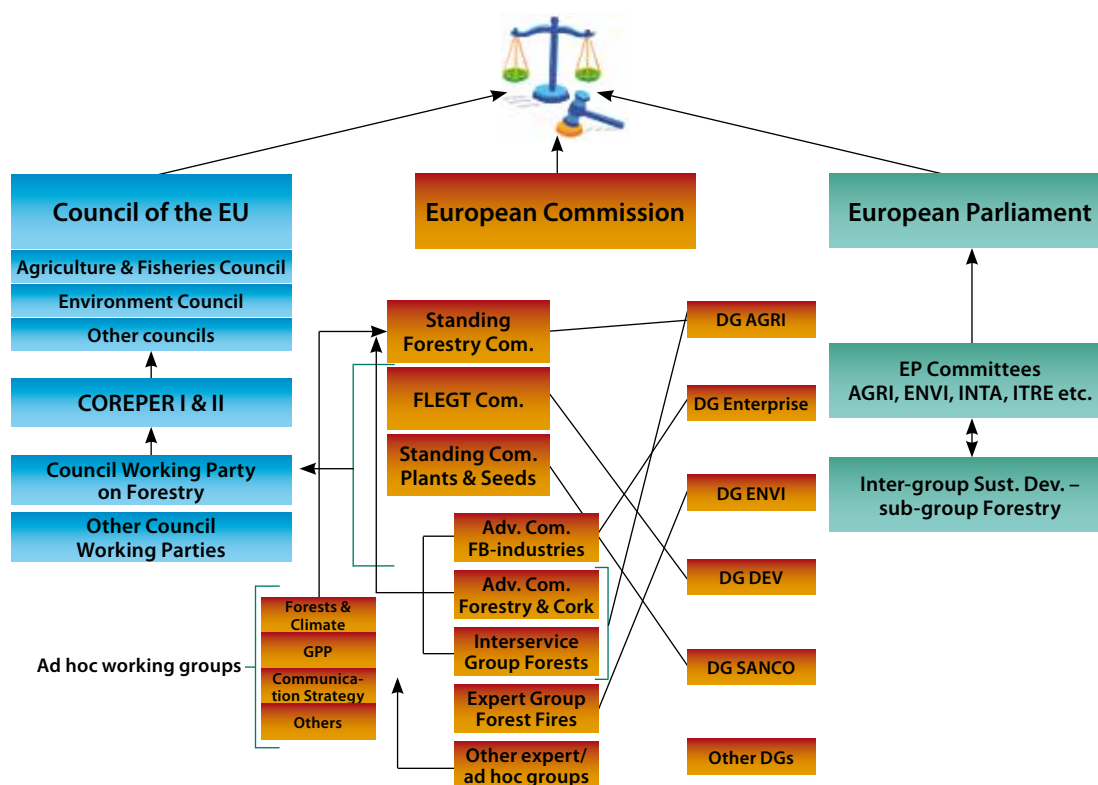 Council of the EU
Agriculture & Fisheries Council
Environment Council
Other councils
COREPER I & II
Council Working Party
on Forestry
Other Council
Working Parties
Ad hoc working groups
Forests &
Climate
GPP
Communica-
tion Strategy
Others
European Commission
Standing
Forestry Com.
FLEGT Com.
Standing Com.
Plants & Seeds
Adv. Com.
FB-industries
Adv. Com.
Forestry & Cork
Interservice
Group Forests
Expert Group
Forest Fires
Other expert/
ad hoc groups
DG AGRI
DG Enterprise
DG ENVI
DG DEV
DG SANCO
Other DGs
European Parliament
EP Committees
AGRI, ENVI, INTA, ITRE etc.
Inter-group Sust. Dev. –
sub-group Forestry